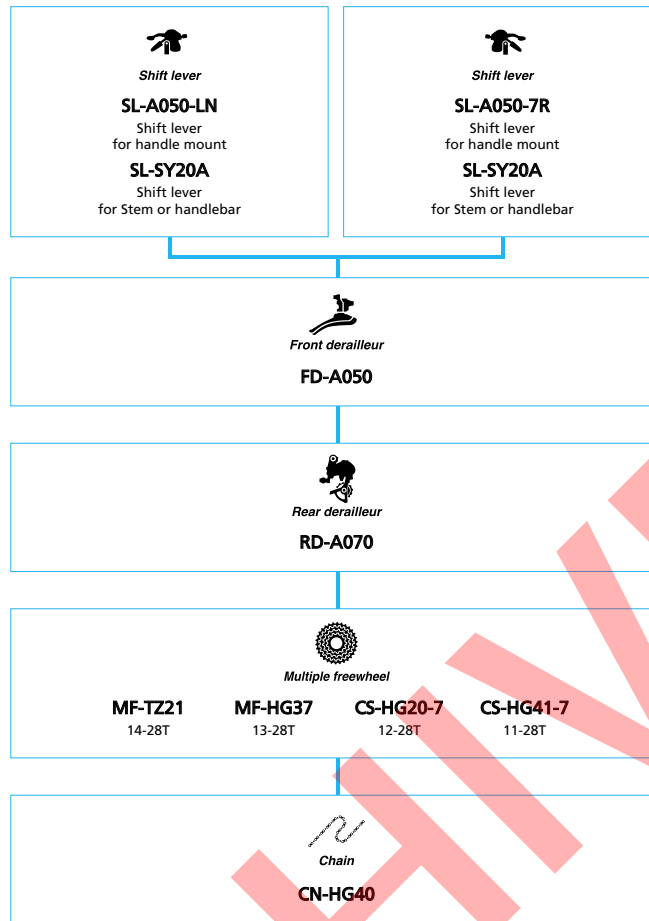 Shift lever
SL-A050-LN
Shift lever
for handle mount
SL-SY20A
Shift lever
for Stem or handlebar
Shift lever
SL-A050-7R
Shift lever
for handle mount
SL-SY20A
Shift lever
for Stem or handlebar
Front derailleur
FD-A050
Rear derailleur
RD-A070
Multiple freewheel
MF-TZ21 MF-HG37 CS-HG20-7 CS-HG41-7
14-28T 13-28T 12-28T 11-28T
Chain
CN-HG40
HIV